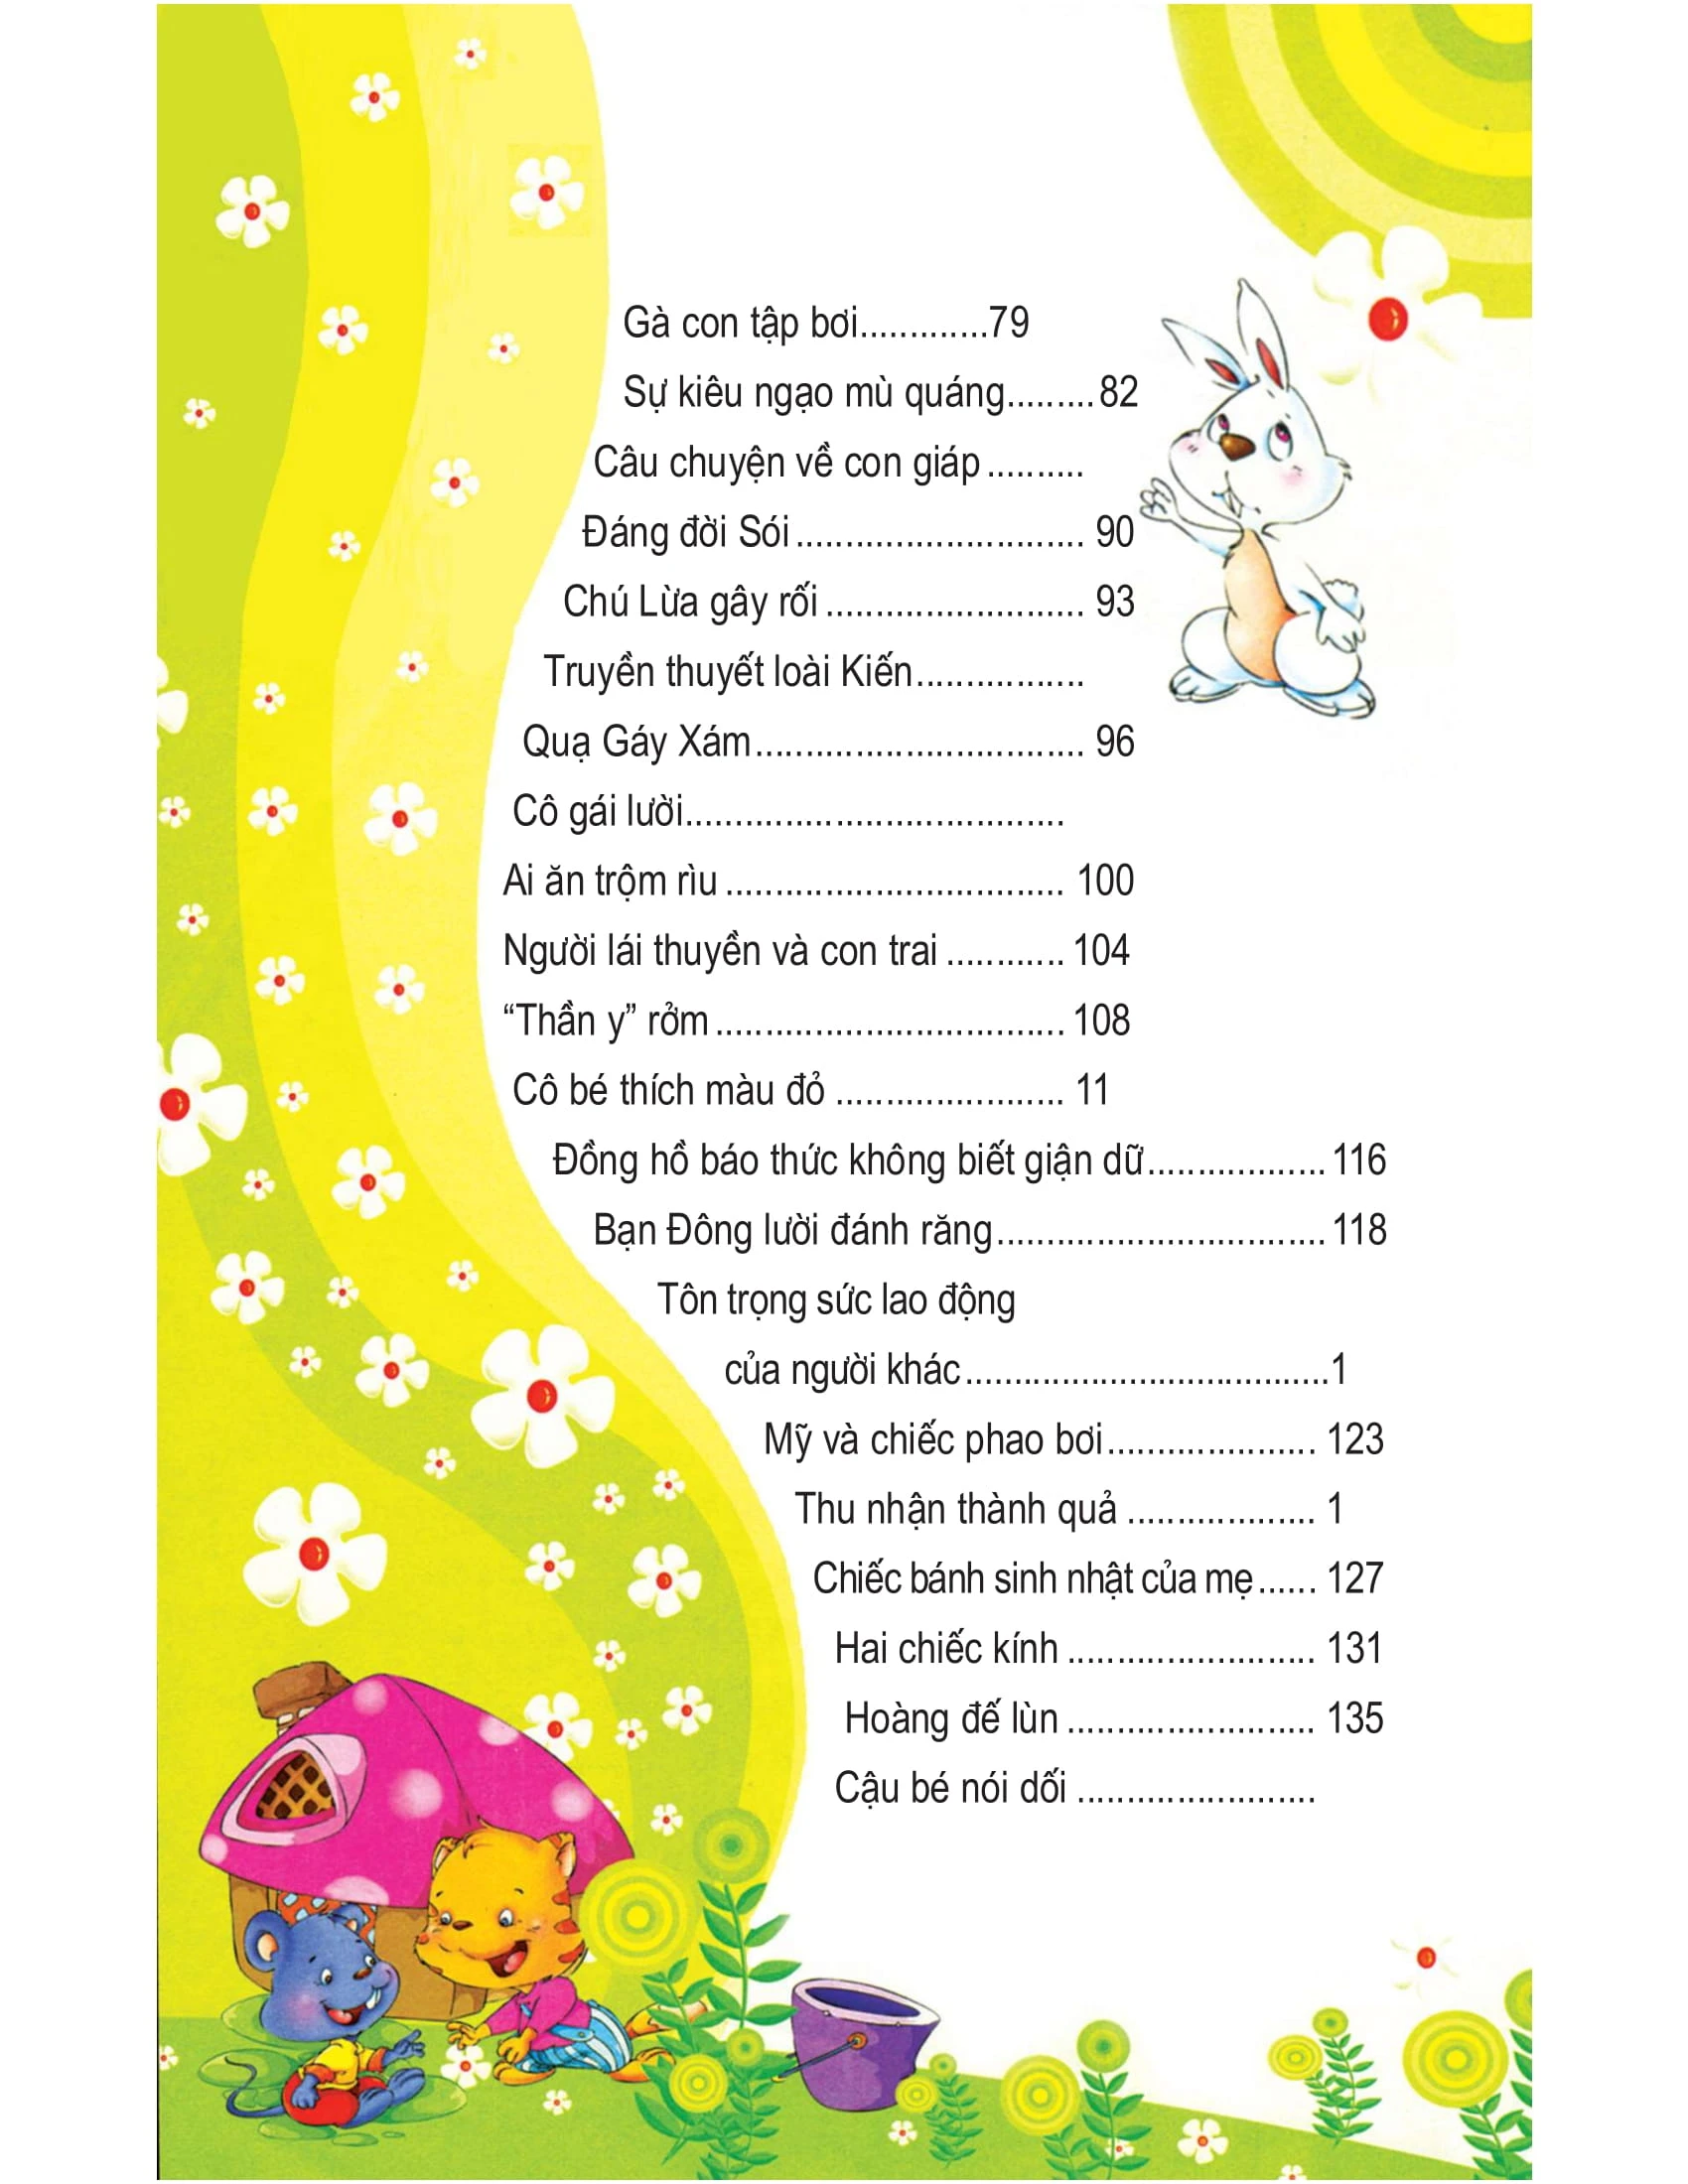 Gà con tập bơi.............79
Sự kiêu ngạo mù quáng.........82
Câu chuyện về con giáp ..........
Đáng đời Sói ............................. 90
Chú Lừa gây rối .......................... 93
Truyền thuyết loài Kiến.................
Quạ Gáy Xám................................. 96
Cô gái lười......................................
Ai ăn trộm rìu .................................. 100
Người lái thuyền và con trai ............ 104
“Thần y” rởm ................................... 108
Cô bé thích màu đỏ ....................... 11
Đồng hồ báo thức không biết giận dữ.................. 116
Bạn Đông lười đánh răng................................. 118
Tôn trọng sức lao động
của người khác.....................................1
Mỹ và chiếc phao bơi..................... 123
Thu nhận thành quả ................... 1
Chiếc bánh sinh nhật của mẹ...... 127
Hai chiếc kính ......................... 131
Hoàng đế lùn ......................... 135
Cậu bé nói dối ........................